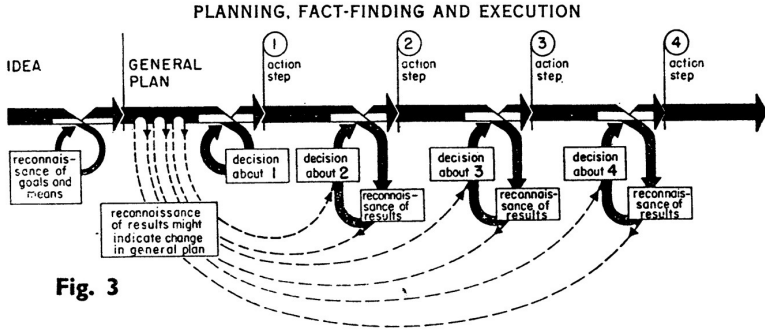 PLANNING, FACT-FINDING AND EXECUTION
IDEA
GENERAL
PLAN
1
action
step
2
action
step
3
action
step
4
action
step
reconnais-
sance of
goals and
means
decision
about 1
decision
about 2
reconnais-
sance of
results
decision
about 3
reconnais-
sance of
results
decision
about 4
reconnais-
sance of
results
reconnaissance
of results might
indicate change
in general plan
Fig. 3